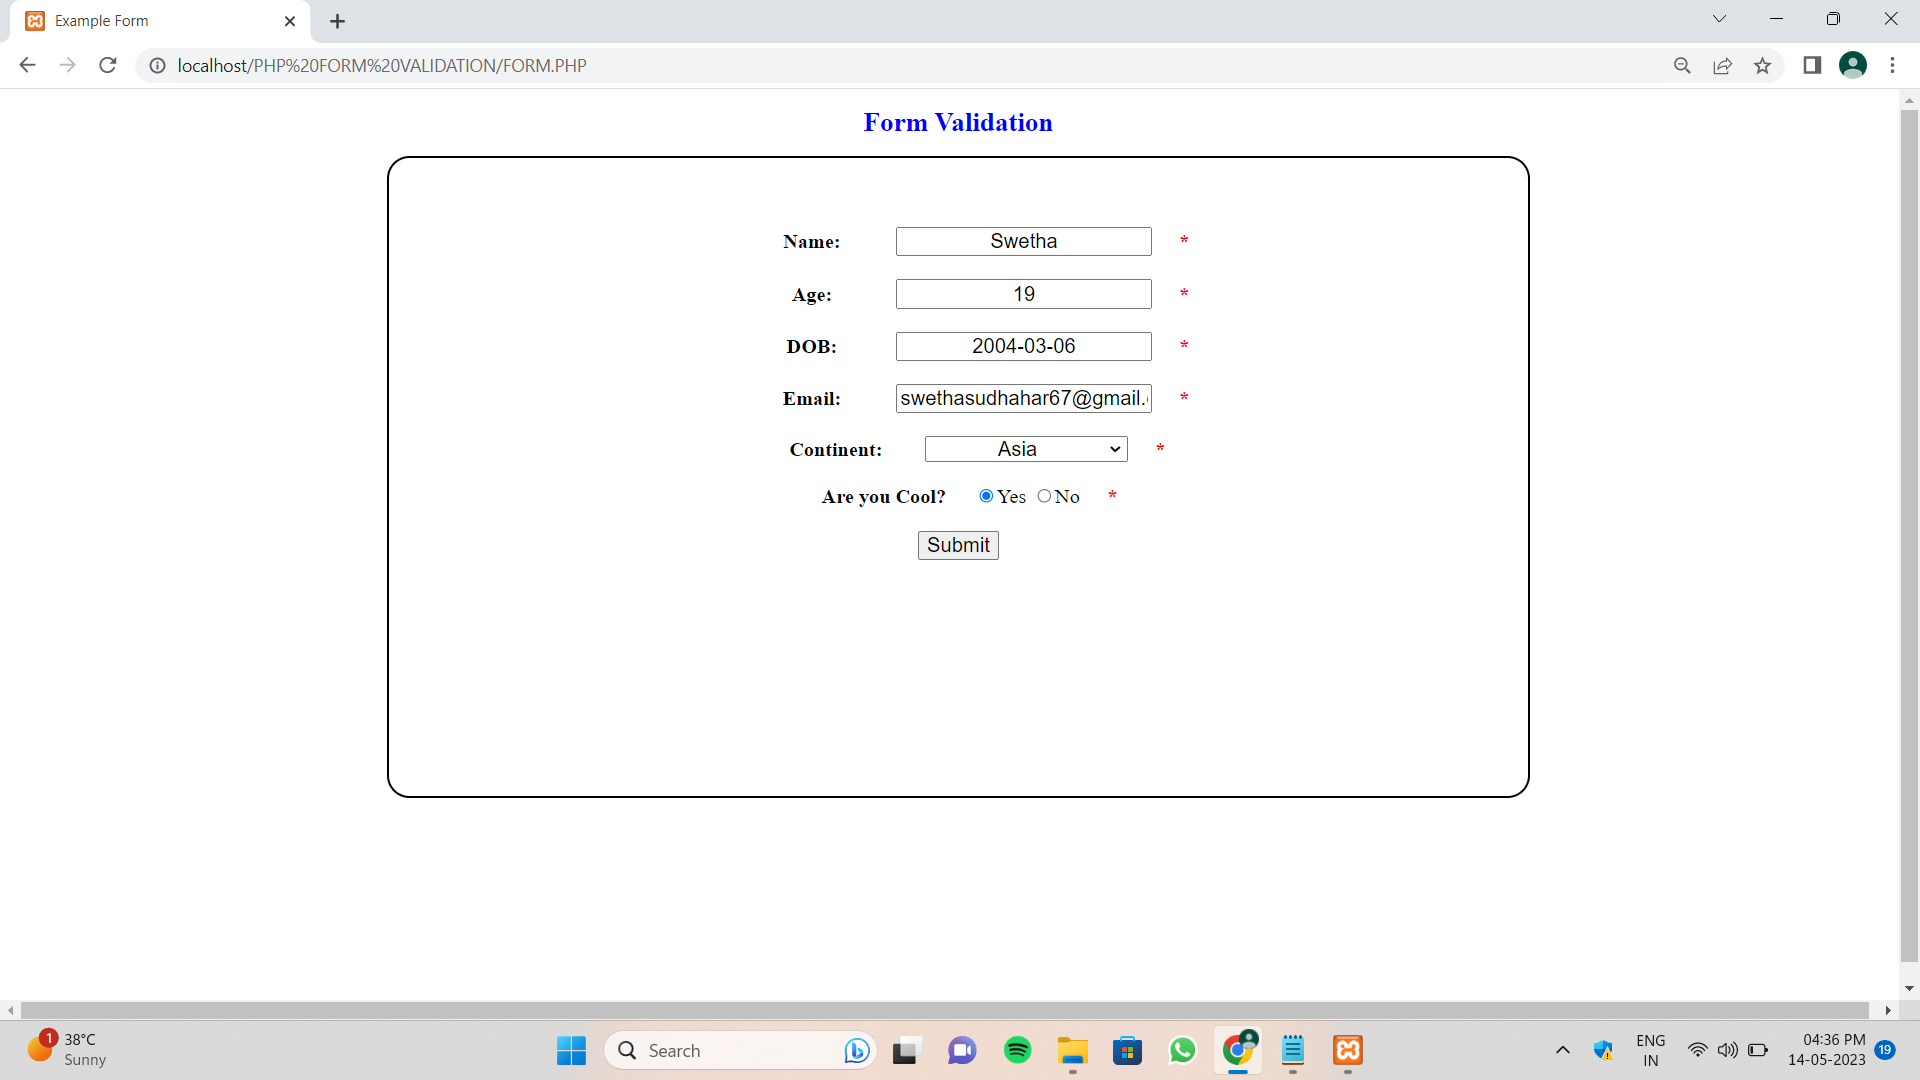 Example Form
localhost/PHP%20FORM%20VALIDATION/FORM.PHP
Form Validation
Name: Swetha *
Age: 19 *
DOB: 2004-03-06 *
Email: swethasudhahar67@gmail. *
Continent: Asia *
Are you Cool? Yes No *
Submit
1 38°C
Sunny
Search
ENG
IN
04:36 PM
14-05-2023
19